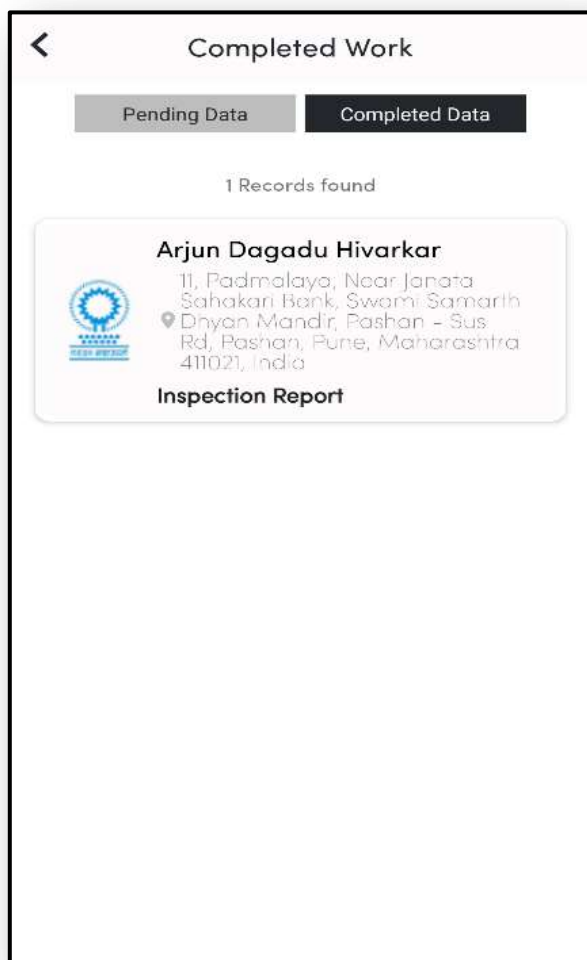 Completed Work
Pending Data
Completed Data
1 Records found
Arjun Dagadu Hivarkar
11, Padmalaya, Near Janata
Sahakari Bank, Swami Samarth
Dhyan Mandir, Pashan - Sus
Rd, Pashan, Pune, Maharashtra
411021, India
Inspection Report